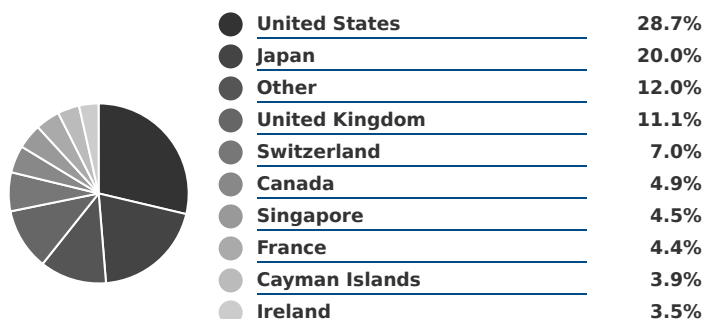 United States 28.7%
Japan 20.0%
Other 12.0%
United Kingdom 11.1%
Switzerland 7.0%
Canada 4.9%
Singapore 4.5%
France 4.4%
Cayman Islands 3.9%
Ireland 3.5%